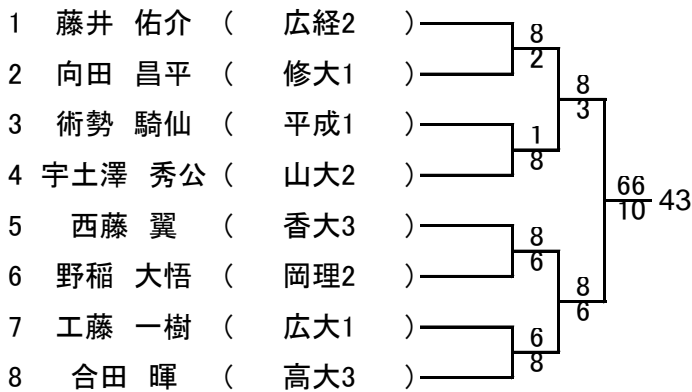 1 藤井 佑介 ( 広経2 )
8
2
2 向田 昌平 ( 修大1 )
8
3
3 術勢 騎仙 ( 平成1 )
1
8
4 宇土澤 秀公 ( 山大2 )
66
10
43
5 西藤 翼 ( 香大3 )
8
6
6 野稲 大悟 ( 岡理2 )
8
6
7 工藤 一樹 ( 広大1 )
6
8
8 合田 暉 ( 高大3 )